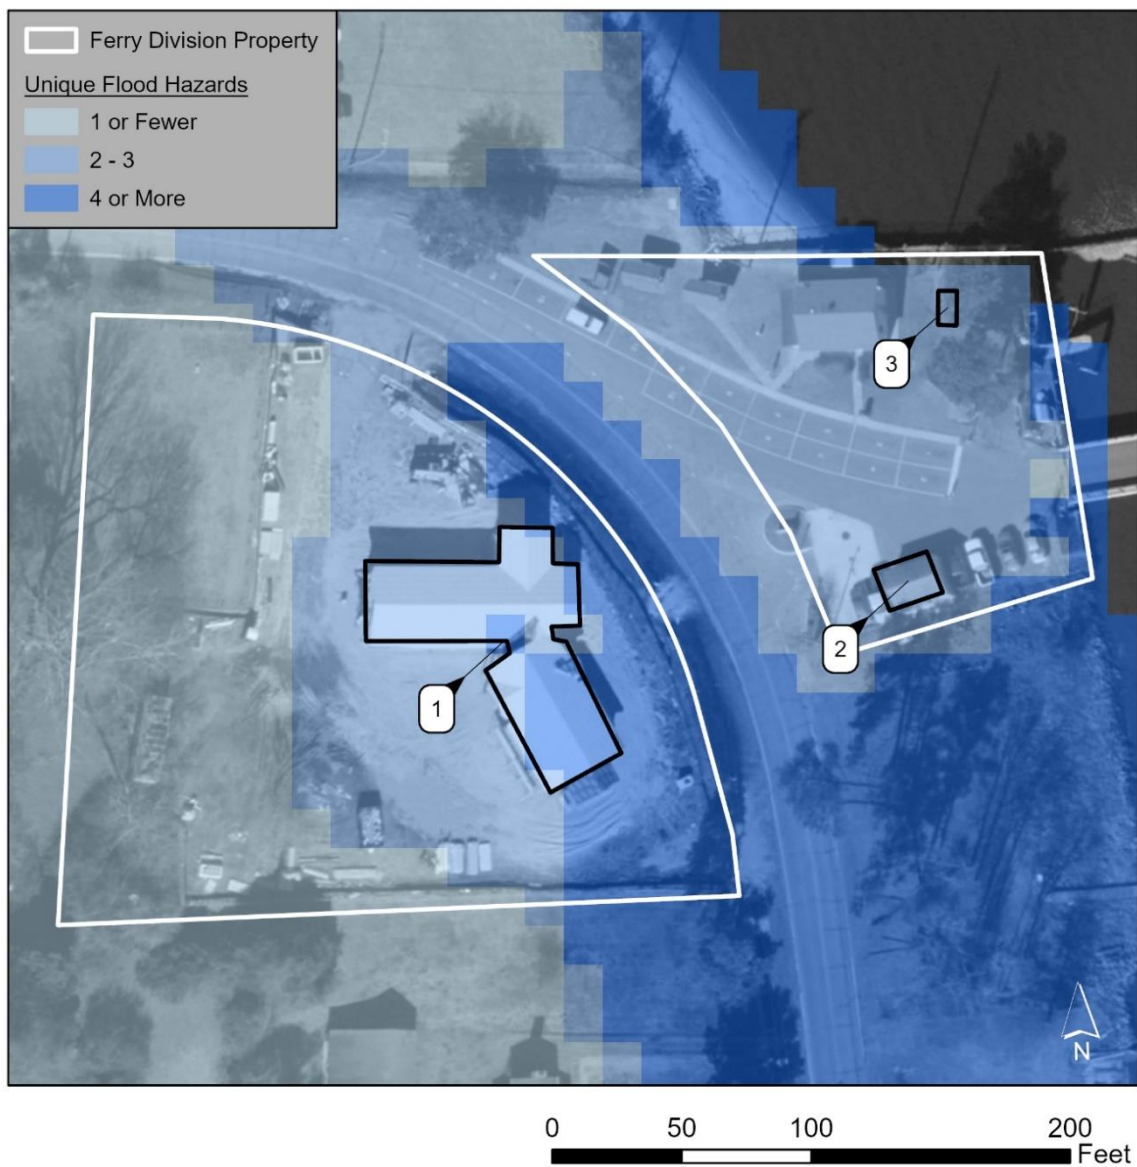 Ferry Division Property
Unique Flood Hazards
1 or Fewer
2 - 3
4 or More
3
2
1
N
0 50 100 200
Feet